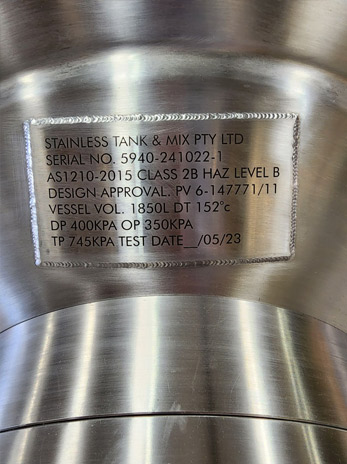 STAINLESS TANK & MIX PTY LTD
SERIAL NO. 5940-241022-1
AS1210-2015 CLASS 2B HAZ LEVEL B
DESIGN APPROVAL. PV 6-147771/11
VESSEL VOL. 1850L DT 152°c
DP 400KPA OP 350KPA
TP 745KPA TEST DATE__/05/23